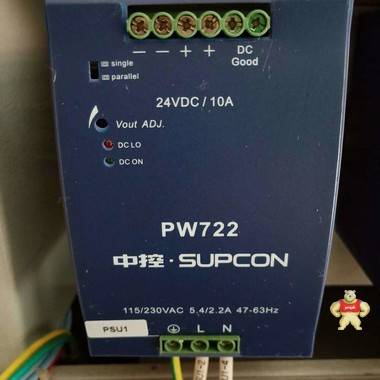 − − + + DC
Good
single
parallel
24VDC / 10A
Vout ADJ.
DC LO
DC ON
PW722
中控·SUPCON
115/230VAC 5.4/2.2A 47-63Hz
PSU1
L N